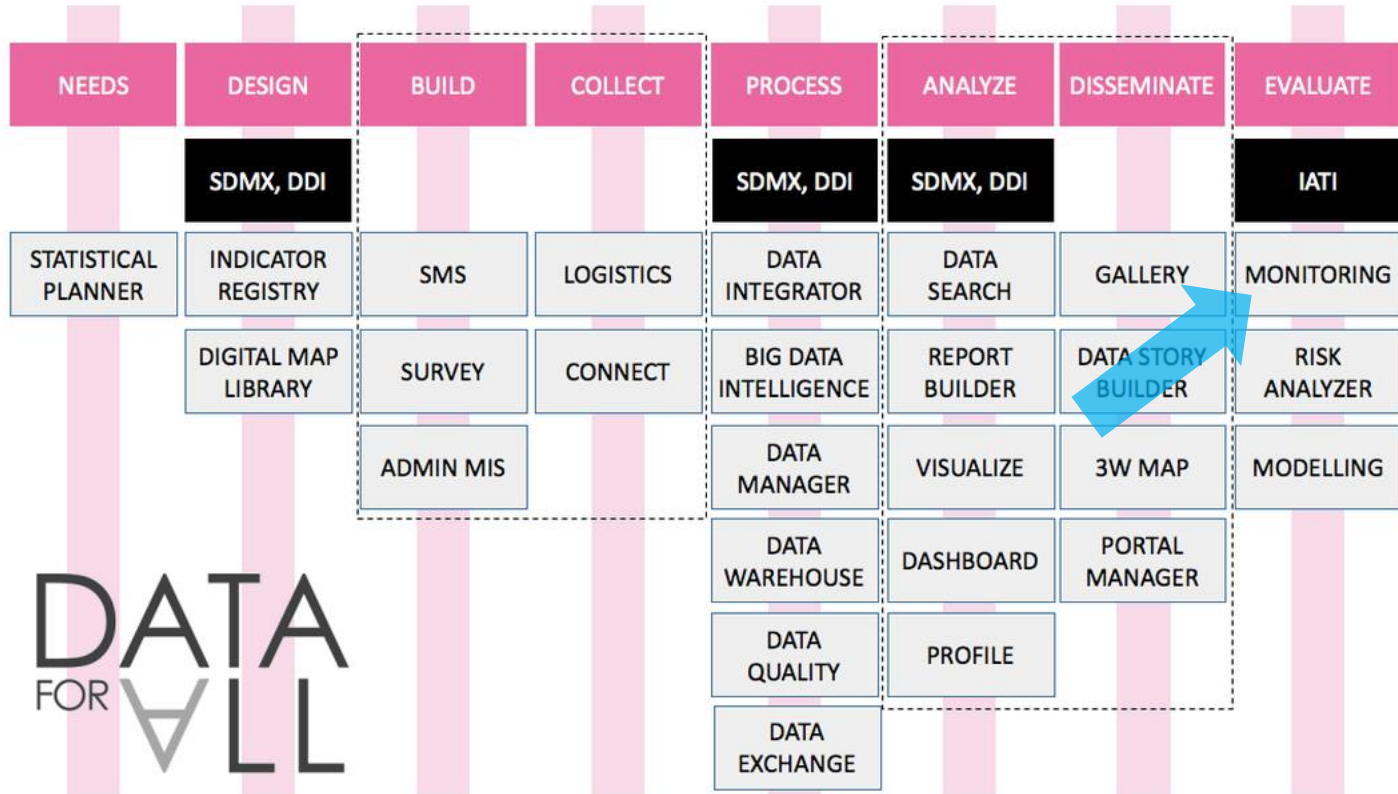 NEEDS DESIGN BUILD COLLECT PROCESS ANALYZE DISSEMINATE EVALUATE
SDMX, DDI SDMX, DDI SDMX, DDI IATI
STATISTICAL
PLANNER
INDICATOR
REGISTRY
SMS
LOGISTICS
DATA
INTEGRATOR
DATA
SEARCH
GALLERY
MONITORING
DIGITAL MAP
LIBRARY
SURVEY
CONNECT
BIG DATA
INTELLIGENCE
REPORT
BUILDER
DATA STORY
BUILDER
RISK
ANALYZER
ADMIN MIS
DATA
MANAGER
VISUALIZE
3W MAP
MODELLING
DATA
WAREHOUSE
DASHBOARD
PORTAL
MANAGER
DATA
QUALITY
PROFILE
DATA
EXCHANGE
DATA
FOR ALL